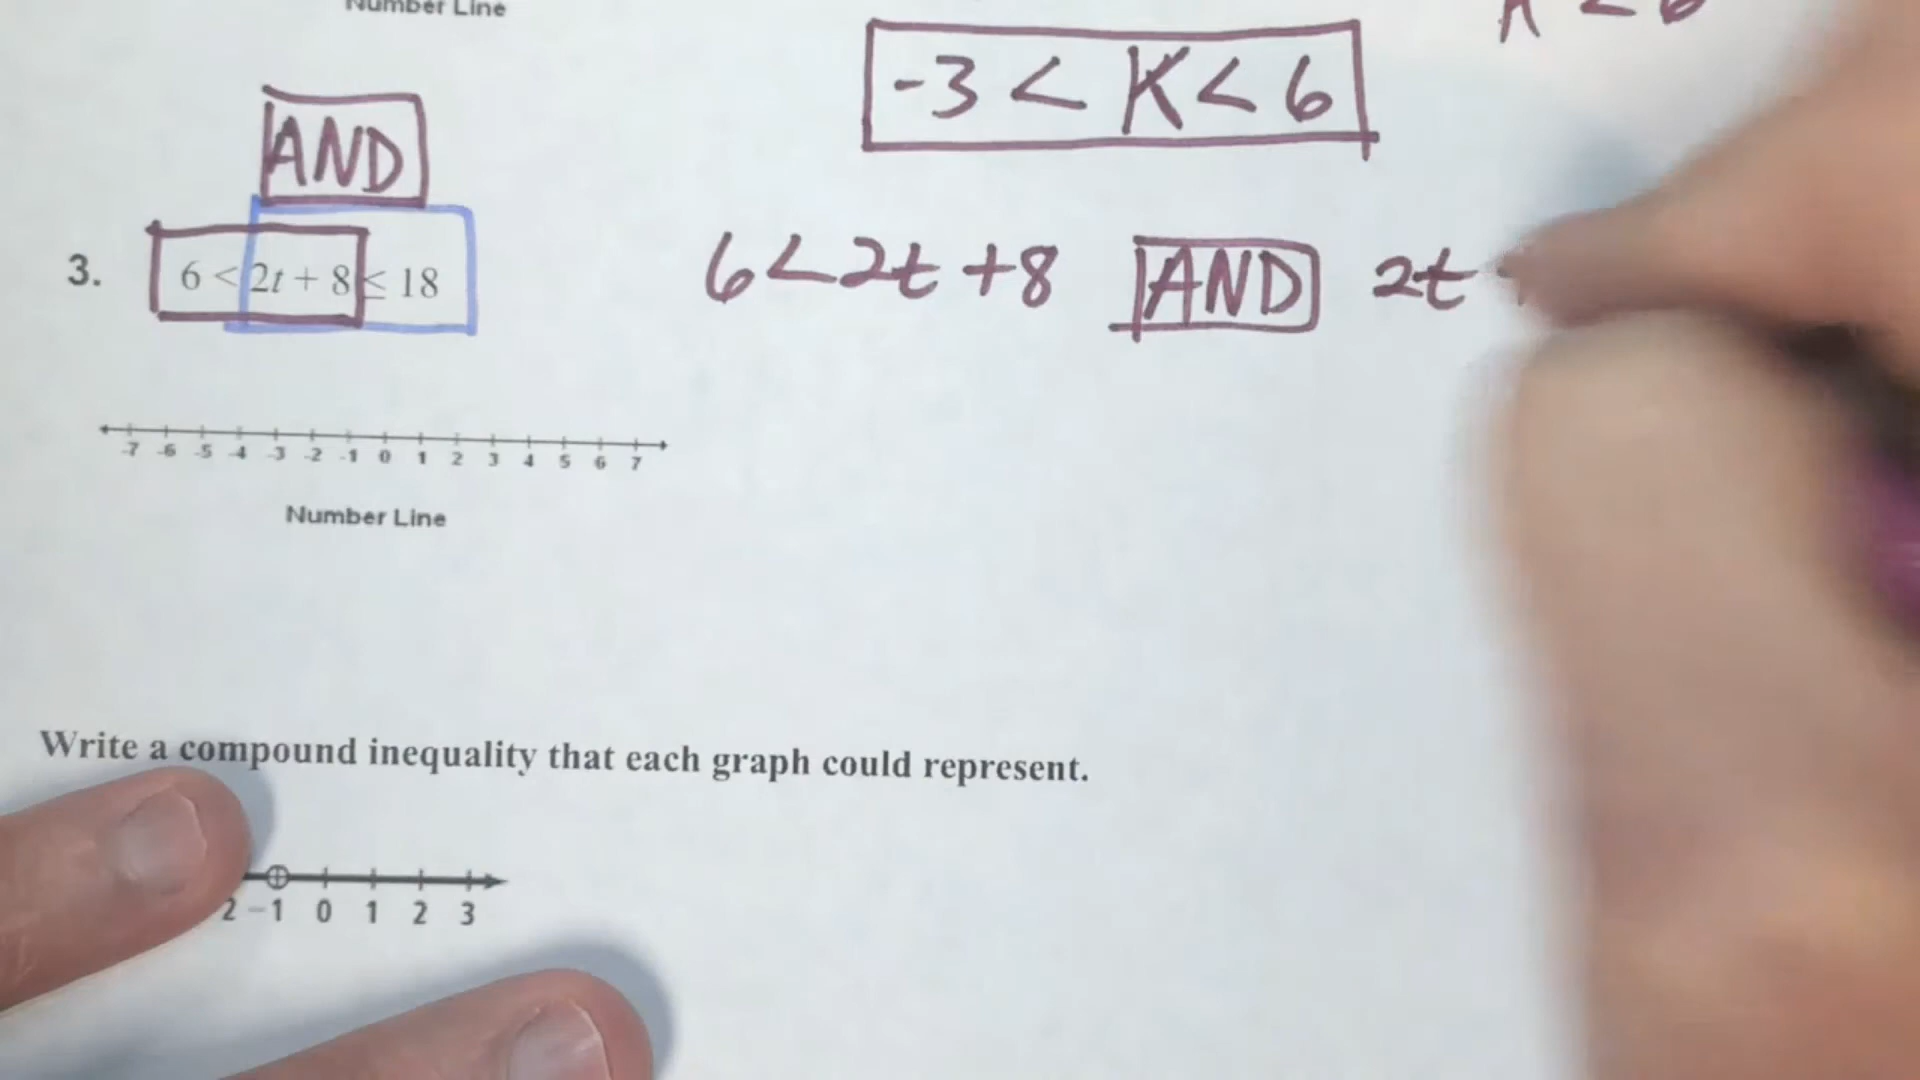 Number Line
K < 6
-3 < K < 6
AND
3. 6 < 2t + 8 ≤ 18
6 < 2t + 8 AND 2t
-7 -6 -5 -4 -3 -2 -1 0 1 2 3 4 5 6 7
Number Line
Write a compound inequality that each graph could represent.
2 -1 0 1 2 3